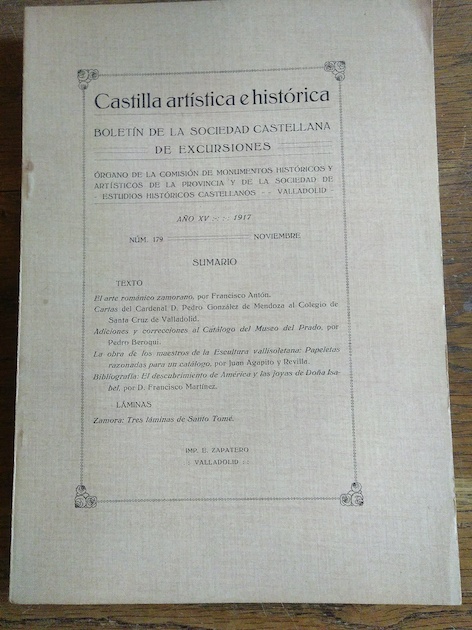 Castilla artística e histórica
BOLETÍN DE LA SOCIEDAD CASTELLANA
DE EXCURSIONES
ÓRGANO DE LA COMISIÓN DE MONUMENTOS HISTÓRICOS Y
ARTÍSTICOS DE LA PROVINCIA Y DE LA SOCIEDAD DE
- ESTUDIOS HISTÓRICOS CASTELLANOS - - VALLADOLID -
AÑO XV :-: : 1917
NÚM. 179 NOVIEMBRE
SUMARIO
TEXTO
El arte románico zamorano, por Francisco Antón.
Cartas del Cardenal D. Pedro González de Mendoza al Colegio de
Santa Cruz de Valladolid.
Adiciones y correcciones al Catálogo del Museo del Prado, por
Pedro Beroqui.
La obra de los maestros de la Escultura vallisoletana: Papeletas
razonadas para un catálogo, por Juan Agapito y Revilla.
Bibliografía: El descubrimiento de América y las joyas de Doña Isa-
bel, por D. Francisco Martínez.
LÁMINAS
Zamora: Tres láminas de Santo Tomé.
IMP. E. ZAPATERO
: VALLADOLID : :